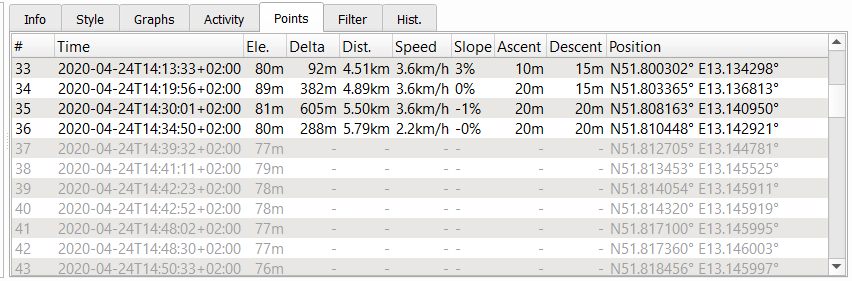 Info Style Graphs Activity Points Filter Hist.
# Time Ele. Delta Dist. Speed Slope Ascent Descent Position
33 2020-04-24T14:13:33+02:00 80m 92m 4.51km 3.6km/h 3% 10m 15m N51.800302° E13.134298°
34 2020-04-24T14:19:56+02:00 89m 382m 4.89km 3.6km/h 0% 20m 15m N51.803365° E13.136813°
35 2020-04-24T14:30:01+02:00 81m 605m 5.50km 3.6km/h -1% 20m 20m N51.808163° E13.140950°
36 2020-04-24T14:34:50+02:00 80m 288m 5.79km 2.2km/h -0% 20m 20m N51.810448° E13.142921°
37 2020-04-24T14:39:32+02:00 77m - - - - - - N51.812705° E13.144781°
38 2020-04-24T14:41:11+02:00 79m - - - - - - N51.813453° E13.145525°
39 2020-04-24T14:42:23+02:00 78m - - - - - - N51.814054° E13.145911°
40 2020-04-24T14:42:52+02:00 78m - - - - - - N51.814320° E13.145919°
41 2020-04-24T14:48:02+02:00 77m - - - - - - N51.817100° E13.145995°
42 2020-04-24T14:48:30+02:00 77m - - - - - - N51.817360° E13.146003°
43 2020-04-24T14:50:33+02:00 76m - - - - - - N51.818456° E13.145997°